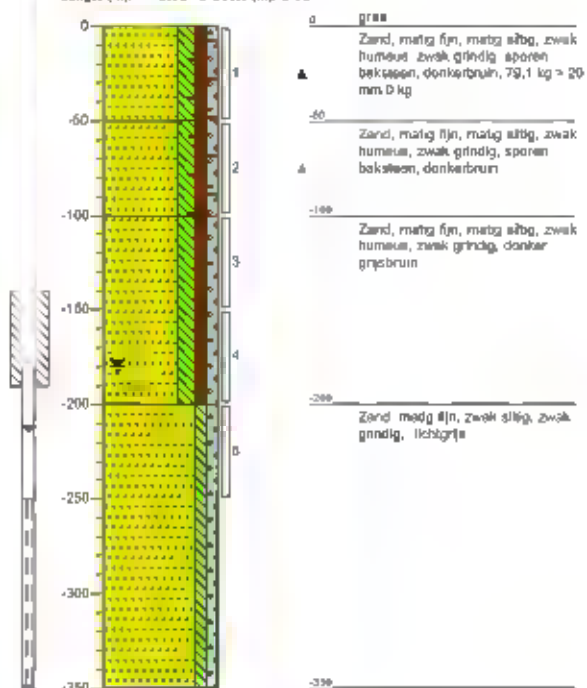 0
-50
-100
-150
-200
-250
-300
-350
1
2
3
4
5
0 gras
Zand, matig fijn, matig siltig, zwak
humeus, zwak grindig, sporen
baksteen, donkerbruin, 79,1 kg > 20
mm 0 kg
-50
Zand, matig fijn, matig siltig, zwak
humeus, zwak grindig, sporen
baksteen, donkerbruin
-100
Zand, matig fijn, matig siltig, zwak
humeus, zwak grindig, donker
grijsbruin
-200
Zand, matig fijn, zwak siltig, zwak
grindig, lichtgrijs
-350